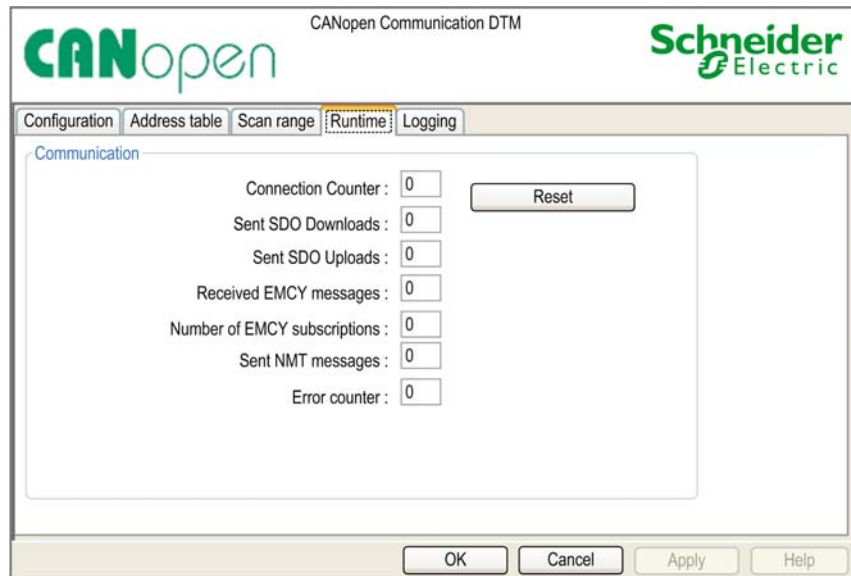 CANopen Communication DTM
CANopen
Schneider
Electric
Configuration Address table Scan range Runtime Logging
Communication
Connection Counter : 0 Reset
Sent SDO Downloads : 0
Sent SDO Uploads : 0
Received EMCY messages : 0
Number of EMCY subscriptions : 0
Sent NMT messages : 0
Error counter : 0
OK Cancel Apply Help